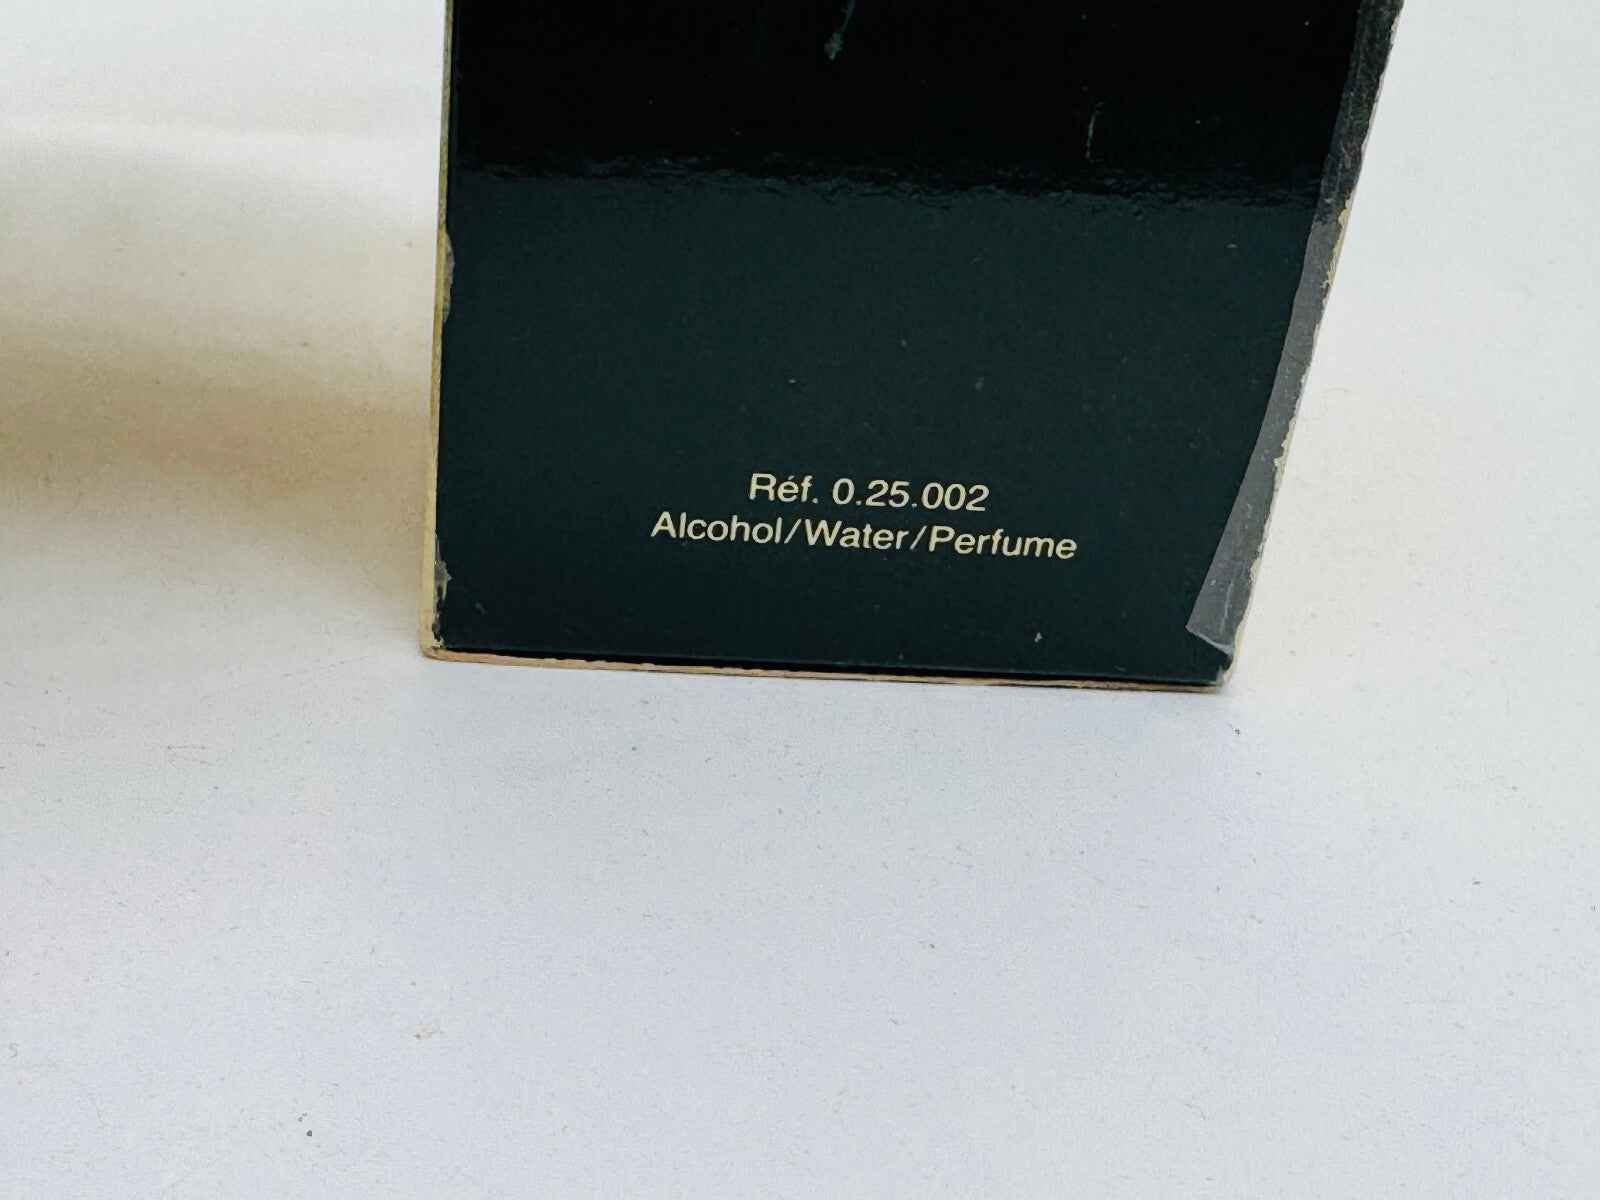 Réf. 0.25.002
Alcohol/Water/Perfume